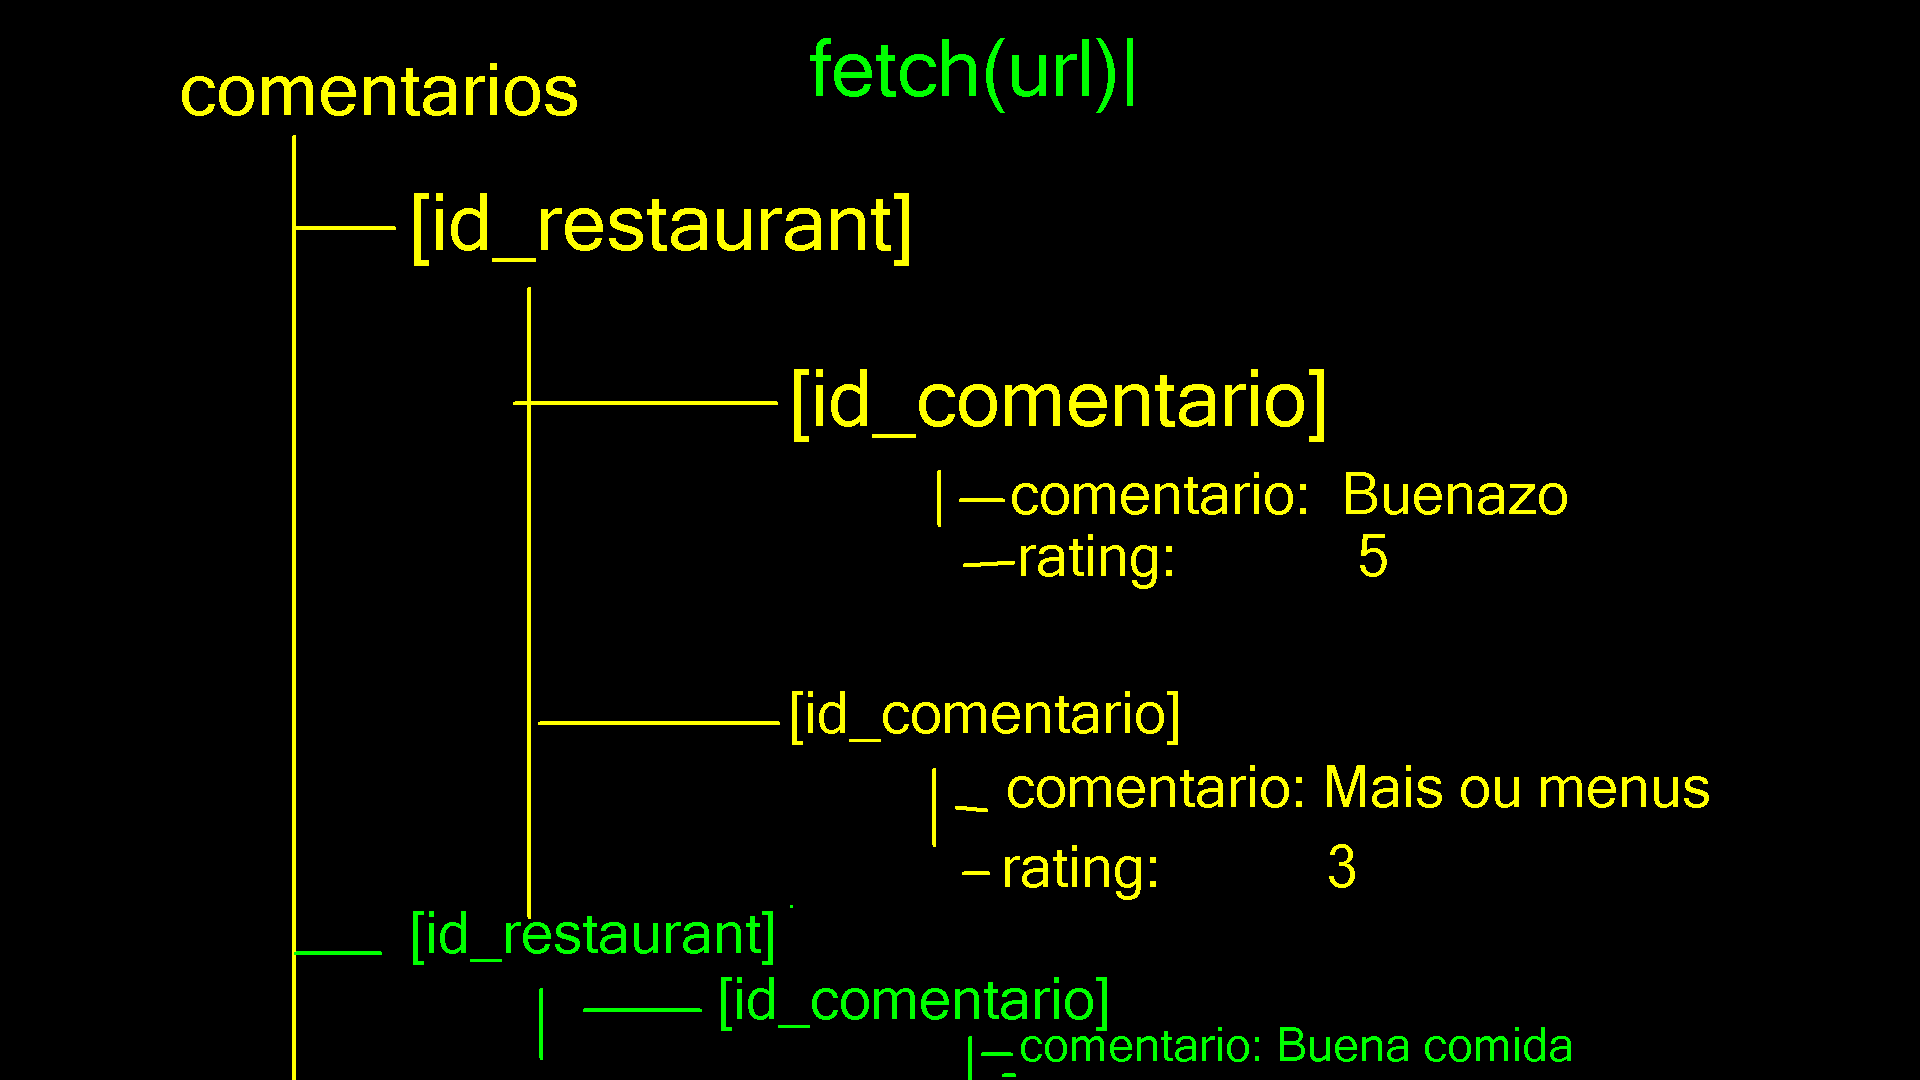 comentarios
fetch(url)|
[id_restaurant]
[id_comentario]
comentario: Buenazo
rating: 5
[id_comentario]
comentario: Mais ou menus
rating: 3
[id_restaurant]
[id_comentario]
comentario: Buena comida